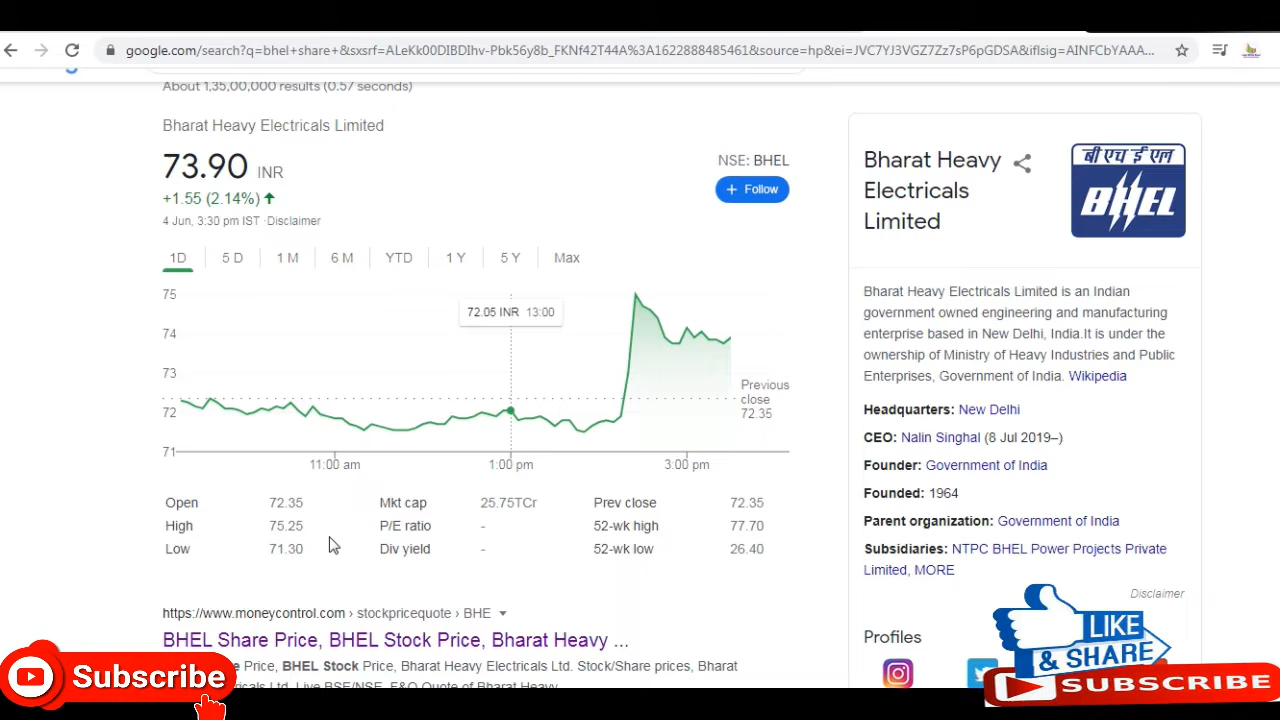 google.com/search?q=bhel+share+&sxsrf=ALeKk00DIBDIhv-Pbk56y8b_FKNf42T44A%3A1622888485461&source=hp&ei=JVC7YJ3VGZ7Zz7sP6pGDSA&iflsig=AINFCbYAAA...
About 1,35,00,000 results (0.57 seconds)
Bharat Heavy Electricals Limited
73.90 INR
NSE: BHEL
+1.55 (2.14%)
+ Follow
4 Jun, 3:30 pm IST · Disclaimer
1D 5 D 1 M 6 M YTD 1 Y 5 Y Max
75
72.05 INR 13:00
74
73
Previous
close
72.35
72
71
11:00 am 1:00 pm 3:00 pm
Open 72.35 Mkt cap 25.75TCr Prev close 72.35
High 75.25 P/E ratio - 52-wk high 77.70
Low 71.30 Div yield - 52-wk low 26.40
https://www.moneycontrol.com › stockpricequote › BHE
BHEL Share Price, BHEL Stock Price, Bharat Heavy ...
Price, BHEL Stock Price, Bharat Heavy Electricals Ltd. Stock/Share prices, Bharat
Ltd. Live BSE/NSE, F&O Quote of Bharat Heavy
Bharat Heavy
Electricals
Limited
बी एच ई एल
BHEL
Bharat Heavy Electricals Limited is an Indian
government owned engineering and manufacturing
enterprise based in New Delhi, India.It is under the
ownership of Ministry of Heavy Industries and Public
Enterprises, Government of India. Wikipedia
Headquarters: New Delhi
CEO: Nalin Singhal (8 Jul 2019–)
Founder: Government of India
Founded: 1964
Parent organization: Government of India
Subsidiaries: NTPC BHEL Power Projects Private
Limited, MORE
Disclaimer
Profiles
LIKE
& SHARE
SUBSCRIBE
Subscribe